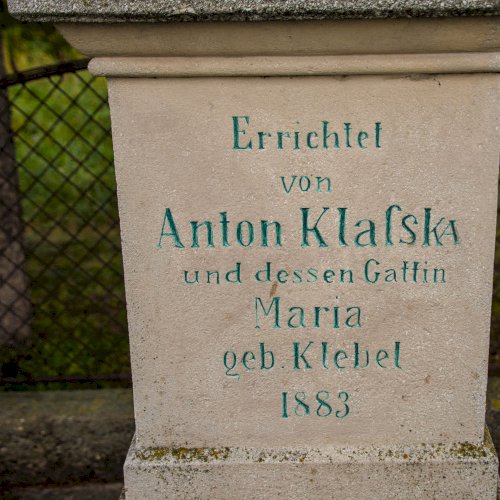 Errichtet
von
Anton Klaſska
und dessen Gattin
Maria
geb. Klebel
1883